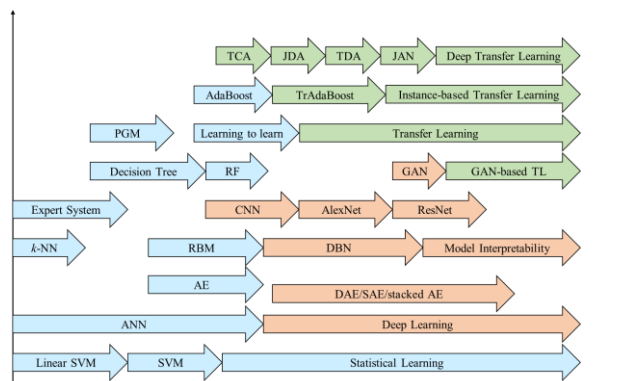 TCA JDA TDA JAN Deep Transfer Learning
AdaBoost TrAdaBoost Instance-based Transfer Learning
PGM Learning to learn Transfer Learning
Decision Tree RF GAN GAN-based TL
Expert System CNN AlexNet ResNet
k-NN RBM DBN Model Interpretability
AE DAE/SAE/stacked AE
ANN Deep Learning
Linear SVM SVM Statistical Learning